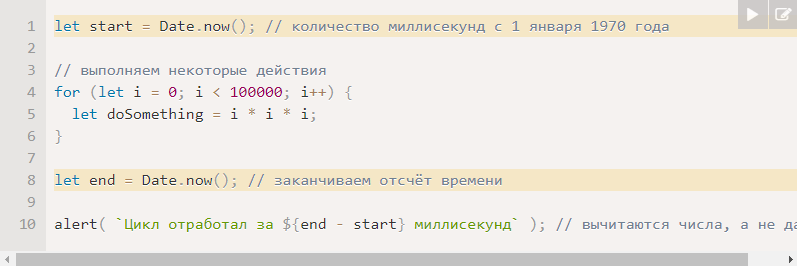 1 let start = Date.now(); // количество миллисекунд с 1 января 1970 года
2
3 // выполняем некоторые действия
4 for (let i = 0; i < 100000; i++) {
5   let doSomething = i * i * i;
6 }
7
8 let end = Date.now(); // заканчиваем отсчёт времени
9
10 alert( `Цикл отработал за ${end - start} миллисекунд` ); // вычитаются числа, а не